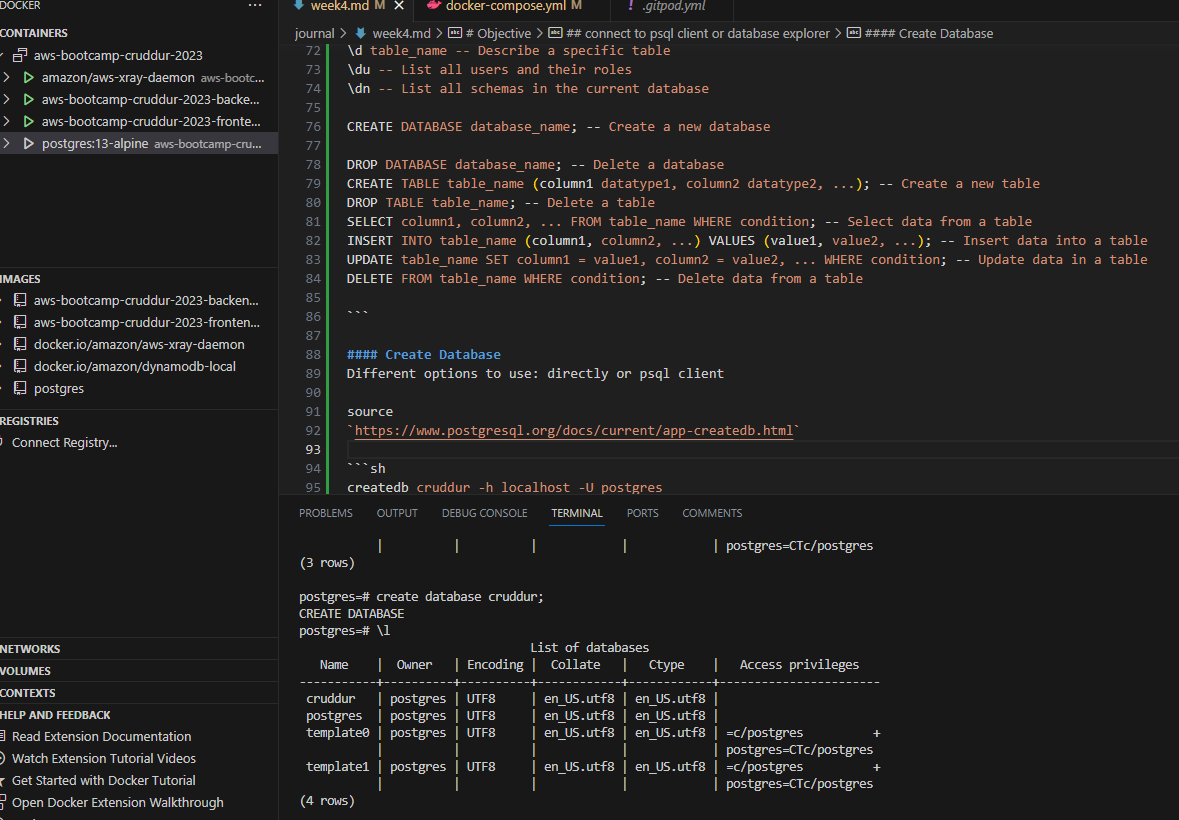 DOCKER
CONTAINERS
aws-bootcamp-cruddur-2023
amazon/aws-xray-daemon aws-bootc...
aws-bootcamp-cruddur-2023-backe...
aws-bootcamp-cruddur-2023-fronte...
postgres:13-alpine aws-bootcamp-cru...
IMAGES
aws-bootcamp-cruddur-2023-backen...
aws-bootcamp-cruddur-2023-fronten...
docker.io/amazon/aws-xray-daemon
docker.io/amazon/dynamodb-local
postgres
REGISTRIES
Connect Registry...
NETWORKS
VOLUMES
CONTEXTS
HELP AND FEEDBACK
Read Extension Documentation
Watch Extension Tutorial Videos
Get Started with Docker Tutorial
Open Docker Extension Walkthrough
week4.md M docker-compose.yml M .gitpod.yml
journal > week4.md > # Objective > ## connect to psql client or database explorer > #### Create Database
72 \d table_name -- Describe a specific table
73 \du -- List all users and their roles
74 \dn -- List all schemas in the current database
75
76 CREATE DATABASE database_name; -- Create a new database
77
78 DROP DATABASE database_name; -- Delete a database
79 CREATE TABLE table_name (column1 datatype1, column2 datatype2, ...); -- Create a new table
80 DROP TABLE table_name; -- Delete a table
81 SELECT column1, column2, ... FROM table_name WHERE condition; -- Select data from a table
82 INSERT INTO table_name (column1, column2, ...) VALUES (value1, value2, ...); -- Insert data into a table
83 UPDATE table_name SET column1 = value1, column2 = value2, ... WHERE condition; -- Update data in a table
84 DELETE FROM table_name WHERE condition; -- Delete data from a table
85
86 ```
87
88 #### Create Database
89 Different options to use: directly or psql client
90
91 source
92 `https://www.postgresql.org/docs/current/app-createdb.html`
93
94 ```sh
95 createdb cruddur -h localhost -U postgres
PROBLEMS OUTPUT DEBUG CONSOLE TERMINAL PORTS COMMENTS
| | | | | postgres=CTc/postgres
(3 rows)
postgres=# create database cruddur;
CREATE DATABASE
postgres=# \l
List of databases
Name | Owner | Encoding | Collate | Ctype | Access privileges
-----------+----------+----------+------------+------------+-----------------------
cruddur | postgres | UTF8 | en_US.utf8 | en_US.utf8 |
postgres | postgres | UTF8 | en_US.utf8 | en_US.utf8 |
template0 | postgres | UTF8 | en_US.utf8 | en_US.utf8 | =c/postgres +
| | | | | postgres=CTc/postgres
template1 | postgres | UTF8 | en_US.utf8 | en_US.utf8 | =c/postgres +
| | | | | postgres=CTc/postgres
(4 rows)